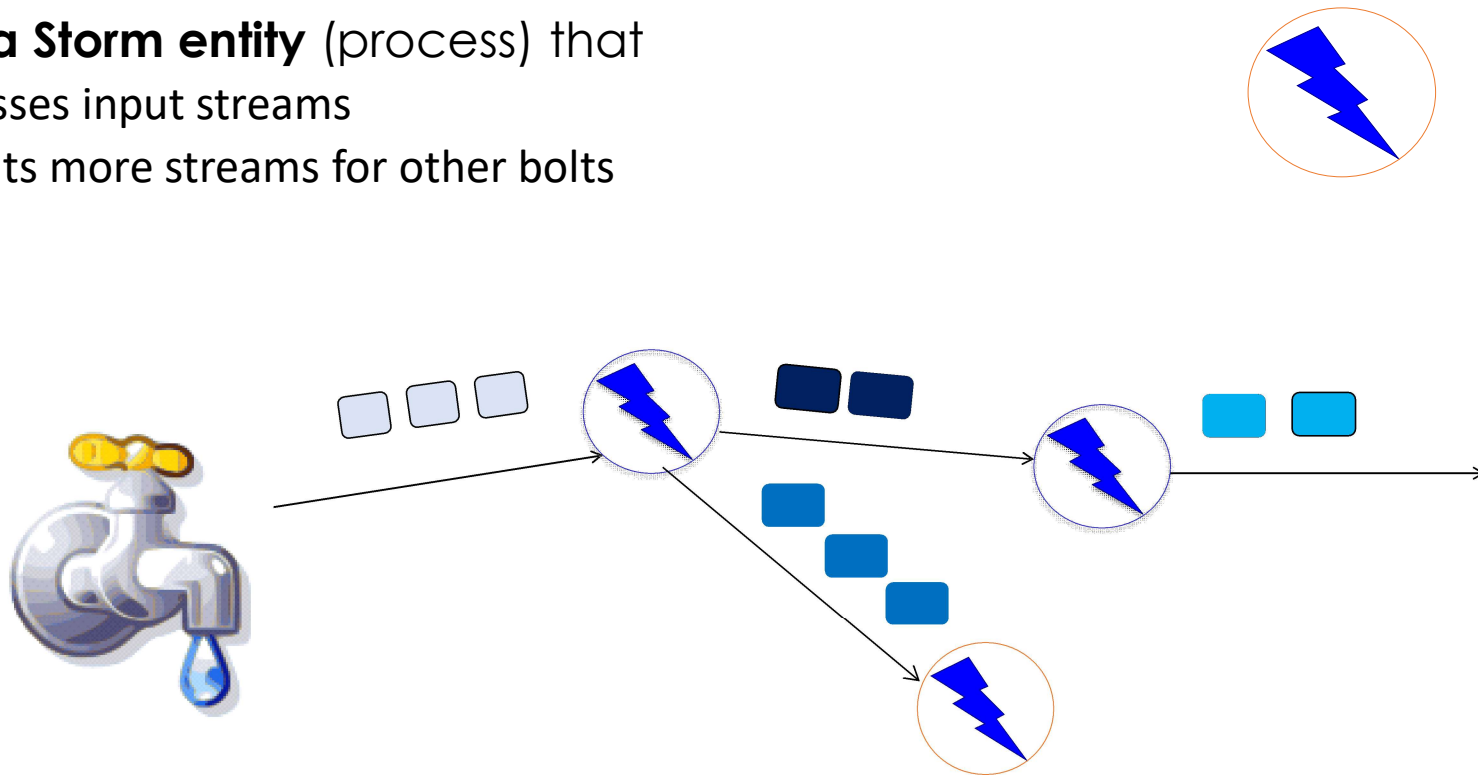 a Storm entity (process) that
sses input streams
ts more streams for other bolts